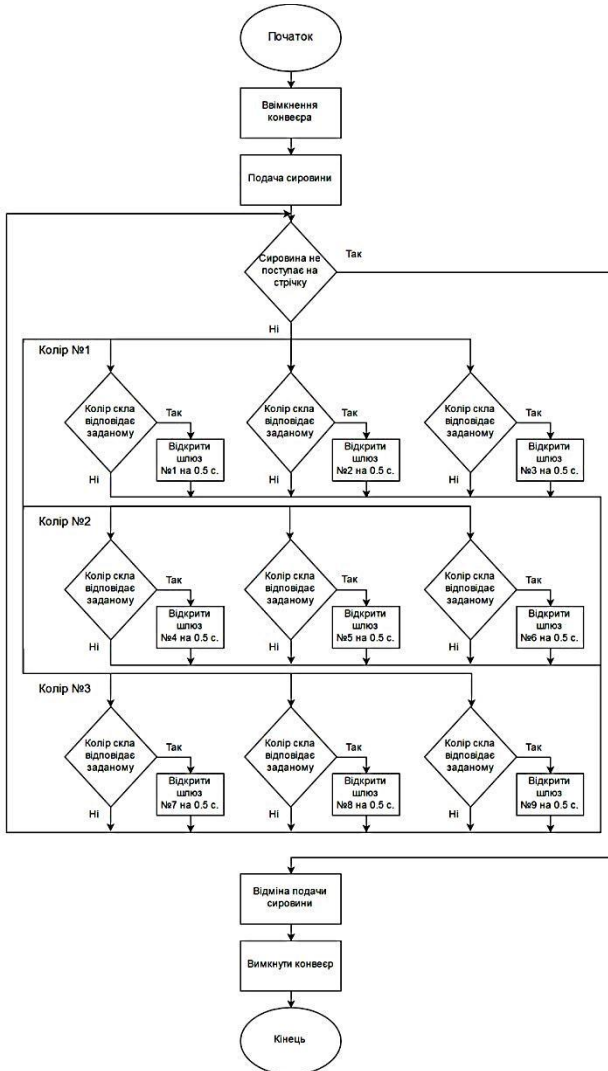 Початок
Ввімкнення
конвеєра
Подача сировини
Сировина не
поступає на
стрічку
Так
Ні
Колір №1
Колір скла
відповідає
заданому
Так
Відкрити
шлюз
№1 на 0.5 с.
Ні
Колір скла
відповідає
заданому
Так
Відкрити
шлюз
№2 на 0.5 с.
Ні
Колір скла
відповідає
заданому
Так
Відкрити
шлюз
№3 на 0.5 с.
Ні
Колір №2
Колір скла
відповідає
заданому
Так
Відкрити
шлюз
№4 на 0.5 с.
Ні
Колір скла
відповідає
заданому
Так
Відкрити
шлюз
№5 на 0.5 с.
Ні
Колір скла
відповідає
заданому
Так
Відкрити
шлюз
№6 на 0.5 с.
Ні
Колір №3
Колір скла
відповідає
заданому
Так
Відкрити
шлюз
№7 на 0.5 с.
Ні
Колір скла
відповідає
заданому
Так
Відкрити
шлюз
№8 на 0.5 с.
Ні
Колір скла
відповідає
заданому
Так
Відкрити
шлюз
№9 на 0.5 с.
Ні
Відміна подачи
сировини
Вимкнути конвеєр
Кінець